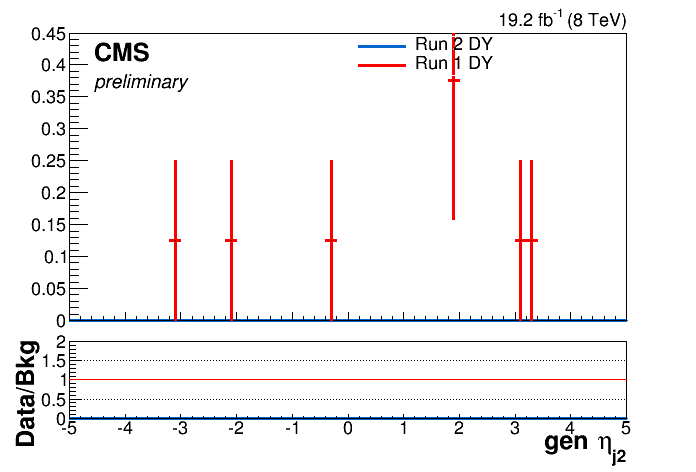 19.2 fb⁻¹ (8 TeV)
CMS
preliminary
Run 2 DY
Run 1 DY
0.45
0.4
0.35
0.3
0.25
0.2
0.15
0.1
0.05
0
Data/Bkg
2
1.5
1
0.5
0
-5 -4 -3 -2 -1 0 1 2 3 4 5
gen η_j2